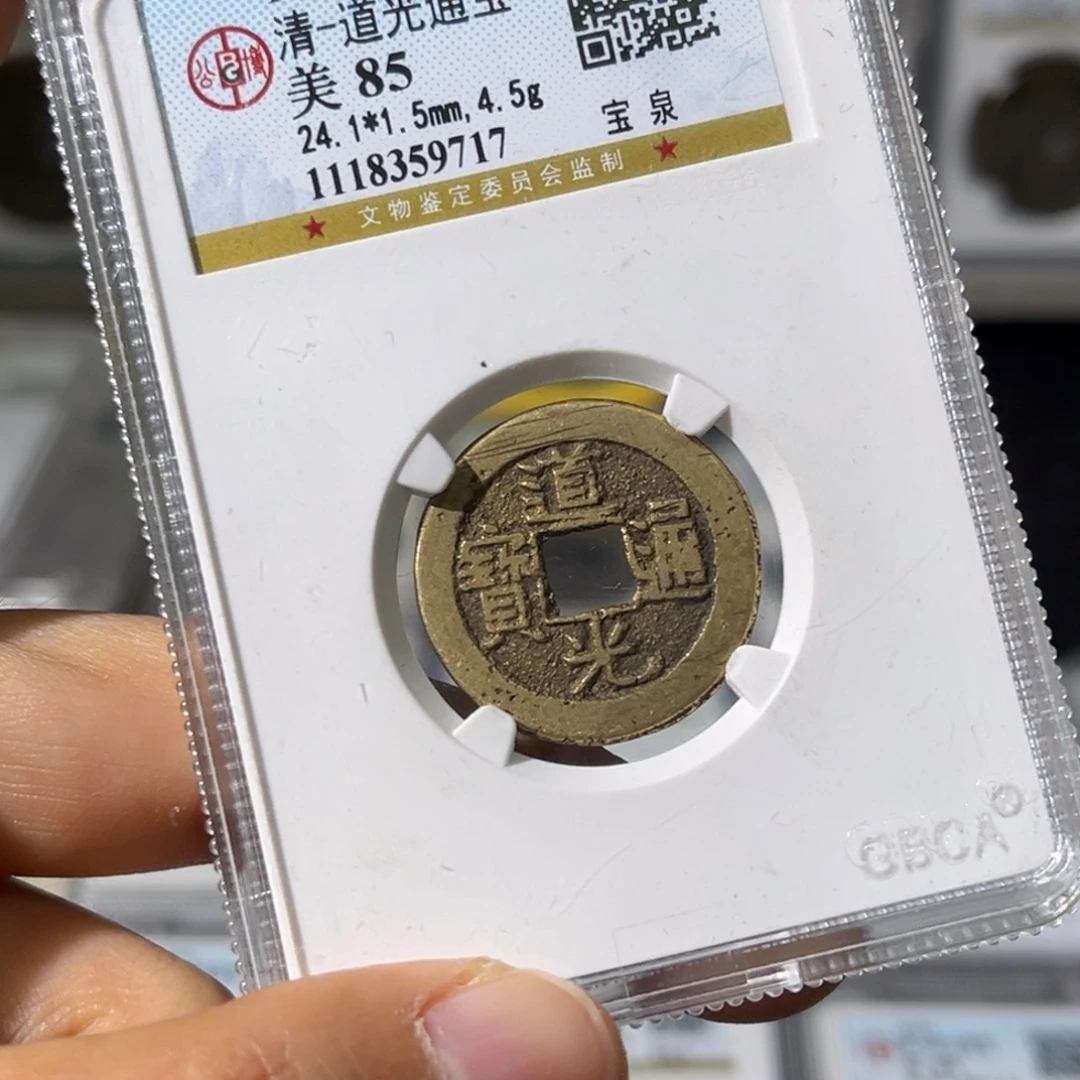 清-道光通宝
美 85
24.1*1.5mm,4.5g
宝泉
1118359717
★ 文物鉴定委员会监制 ★
道光通寶
GBCA